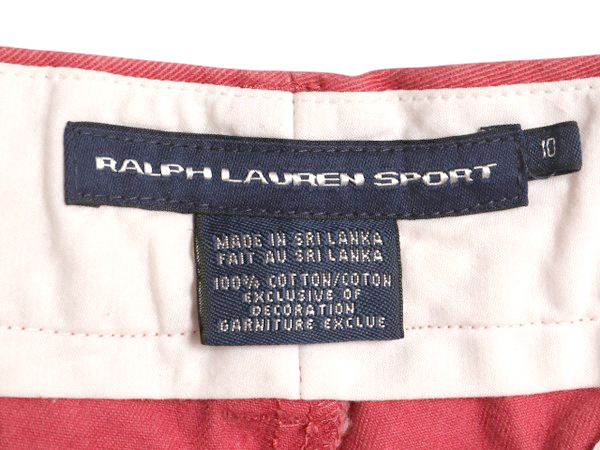 RALPH LAUREN SPORT
10
MADE IN SRI LANKA
FAIT AU SRI LANKA
100% COTTON/COTON
EXCLUSIVE OF
DECORATION
GARNITURE EXCLUE